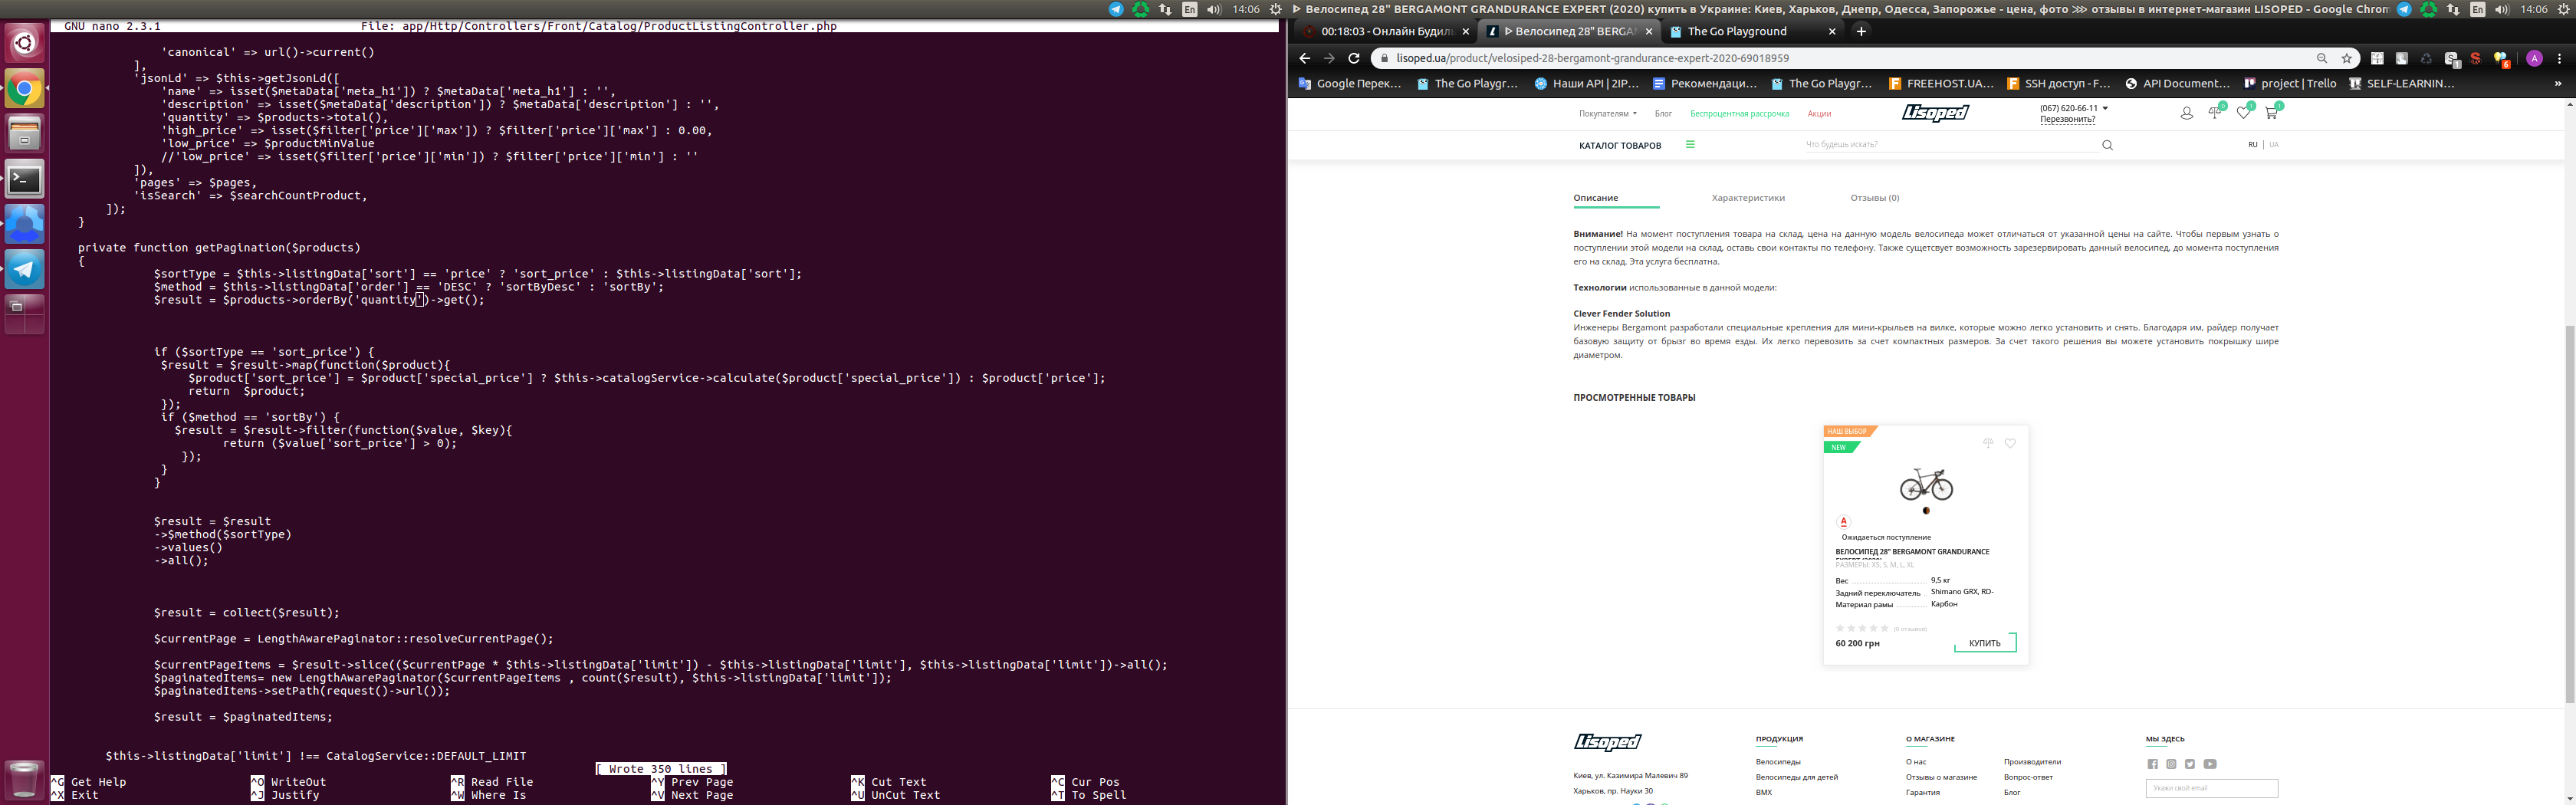 14:06
ᐅ Велосипед 28" BERGAMONT GRANDURANCE EXPERT (2020) купить в Украине: Киев, Харьков, Днепр, Одесса, Запорожье - цена, фото ⋙ отзывы в интернет-магазин LISOPED - Google Chrom
En
14:06
GNU nano 2.3.1 File: app/Http/Controllers/Front/Catalog/ProductListingController.php
'canonical' => url()->current()
],
'jsonLd' => $this->getJsonLd([
'name' => isset($metaData['meta_h1']) ? $metaData['meta_h1'] : '',
'description' => isset($metaData['description']) ? $metaData['description'] : '',
'quantity' => $products->total(),
'high_price' => isset($filter['price']['max']) ? $filter['price']['max'] : 0.00,
'low_price' => $productMinValue
//'low_price' => isset($filter['price']['min']) ? $filter['price']['min'] : ''
]),
'pages' => $pages,
'isSearch' => $searchCountProduct,
]);
}
private function getPagination($products)
{
$sortType = $this->listingData['sort'] == 'price' ? 'sort_price' : $this->listingData['sort'];
$method = $this->listingData['order'] == 'DESC' ? 'sortByDesc' : 'sortBy';
$result = $products->orderBy('quantity')->get();
if ($sortType == 'sort_price') {
$result = $result->map(function($product){
$product['sort_price'] = $product['special_price'] ? $this->catalogService->calculate($product['special_price']) : $product['price'];
return  $product;
});
if ($method == 'sortBy') {
$result = $result->filter(function($value, $key){
return ($value['sort_price'] > 0);
});
}
}
$result = $result
->$method($sortType)
->values()
->all();
$result = collect($result);
$currentPage = LengthAwarePaginator::resolveCurrentPage();
$currentPageItems = $result->slice(($currentPage * $this->listingData['limit']) - $this->listingData['limit'], $this->listingData['limit'])->all();
$paginatedItems= new LengthAwarePaginator($currentPageItems , count($result), $this->listingData['limit']);
$paginatedItems->setPath(request()->url());
$result = $paginatedItems;
$this->listingData['limit'] !== CatalogService::DEFAULT_LIMIT
[ Wrote 350 lines ]
^G Get Help ^O WriteOut ^R Read File ^Y Prev Page ^K Cut Text ^C Cur Pos
^X Exit ^J Justify ^W Where Is ^V Next Page ^U UnCut Text ^T To Spell
00:18:03 - Онлайн Будиль
ᐅ Велосипед 28" BERGAM
The Go Playground
lisoped.ua/product/velosiped-28-bergamont-grandurance-expert-2020-69018959
Google Перек...
The Go Playgr...
Наши API | 2IP...
Рекомендаци...
The Go Playgr...
FREEHOST.UA...
SSH доступ - F...
API Document...
project | Trello
SELF-LEARNIN...
Покупателям
Блог
Беспроцентная рассрочка
Акции
Lisoped
(067) 620-66-11
Перезвонить?
0
1
1
КАТАЛОГ ТОВАРОВ
Что будешь искать?
RU | UA
Описание
Характеристики
Отзывы (0)
Внимание! На момент поступления товара на склад, цена на данную модель велосипеда может отличаться от указанной цены на сайте. Чтобы первым узнать о
поступлении этой модели на склад, оставь свои контакты по телефону. Также сущетсвует возможность зарезервировать данный велосипед, до момента поступления
его на склад. Эта услуга бесплатна.
Технологии использованные в данной модели:
Clever Fender Solution
Инженеры Bergamont разработали специальные крепления для мини-крыльев на вилке, которые можно легко установить и снять. Благодаря им, райдер получает
базовую защиту от брызг во время езды. Их легко перевозить за счет компактных размеров. За счет такого решения вы можете установить покрышку шире
диаметром.
ПРОСМОТРЕННЫЕ ТОВАРЫ
НАШ ВЫБОР
NEW
Ожидаеться поступление
ВЕЛОСИПЕД 28" BERGAMONT GRANDURANCE
РАЗМЕРЫ: XS, S, M, L, XL
Вес 9,5 кг
Задний переключатель Shimano GRX, RD-
Материал рамы Карбон
(0 отзывов)
60 200 грн
КУПИТЬ
Lisoped
Киев, ул. Казимира Малевич 89
Харьков, пр. Науки 30
ПРОДУКЦИЯ
Велосипеды
Велосипеды для детей
BMX
О МАГАЗИНЕ
О нас
Отзывы о магазине
Гарантия
Производители
Вопрос-ответ
Блог
МЫ ЗДЕСЬ
Укажи свой email